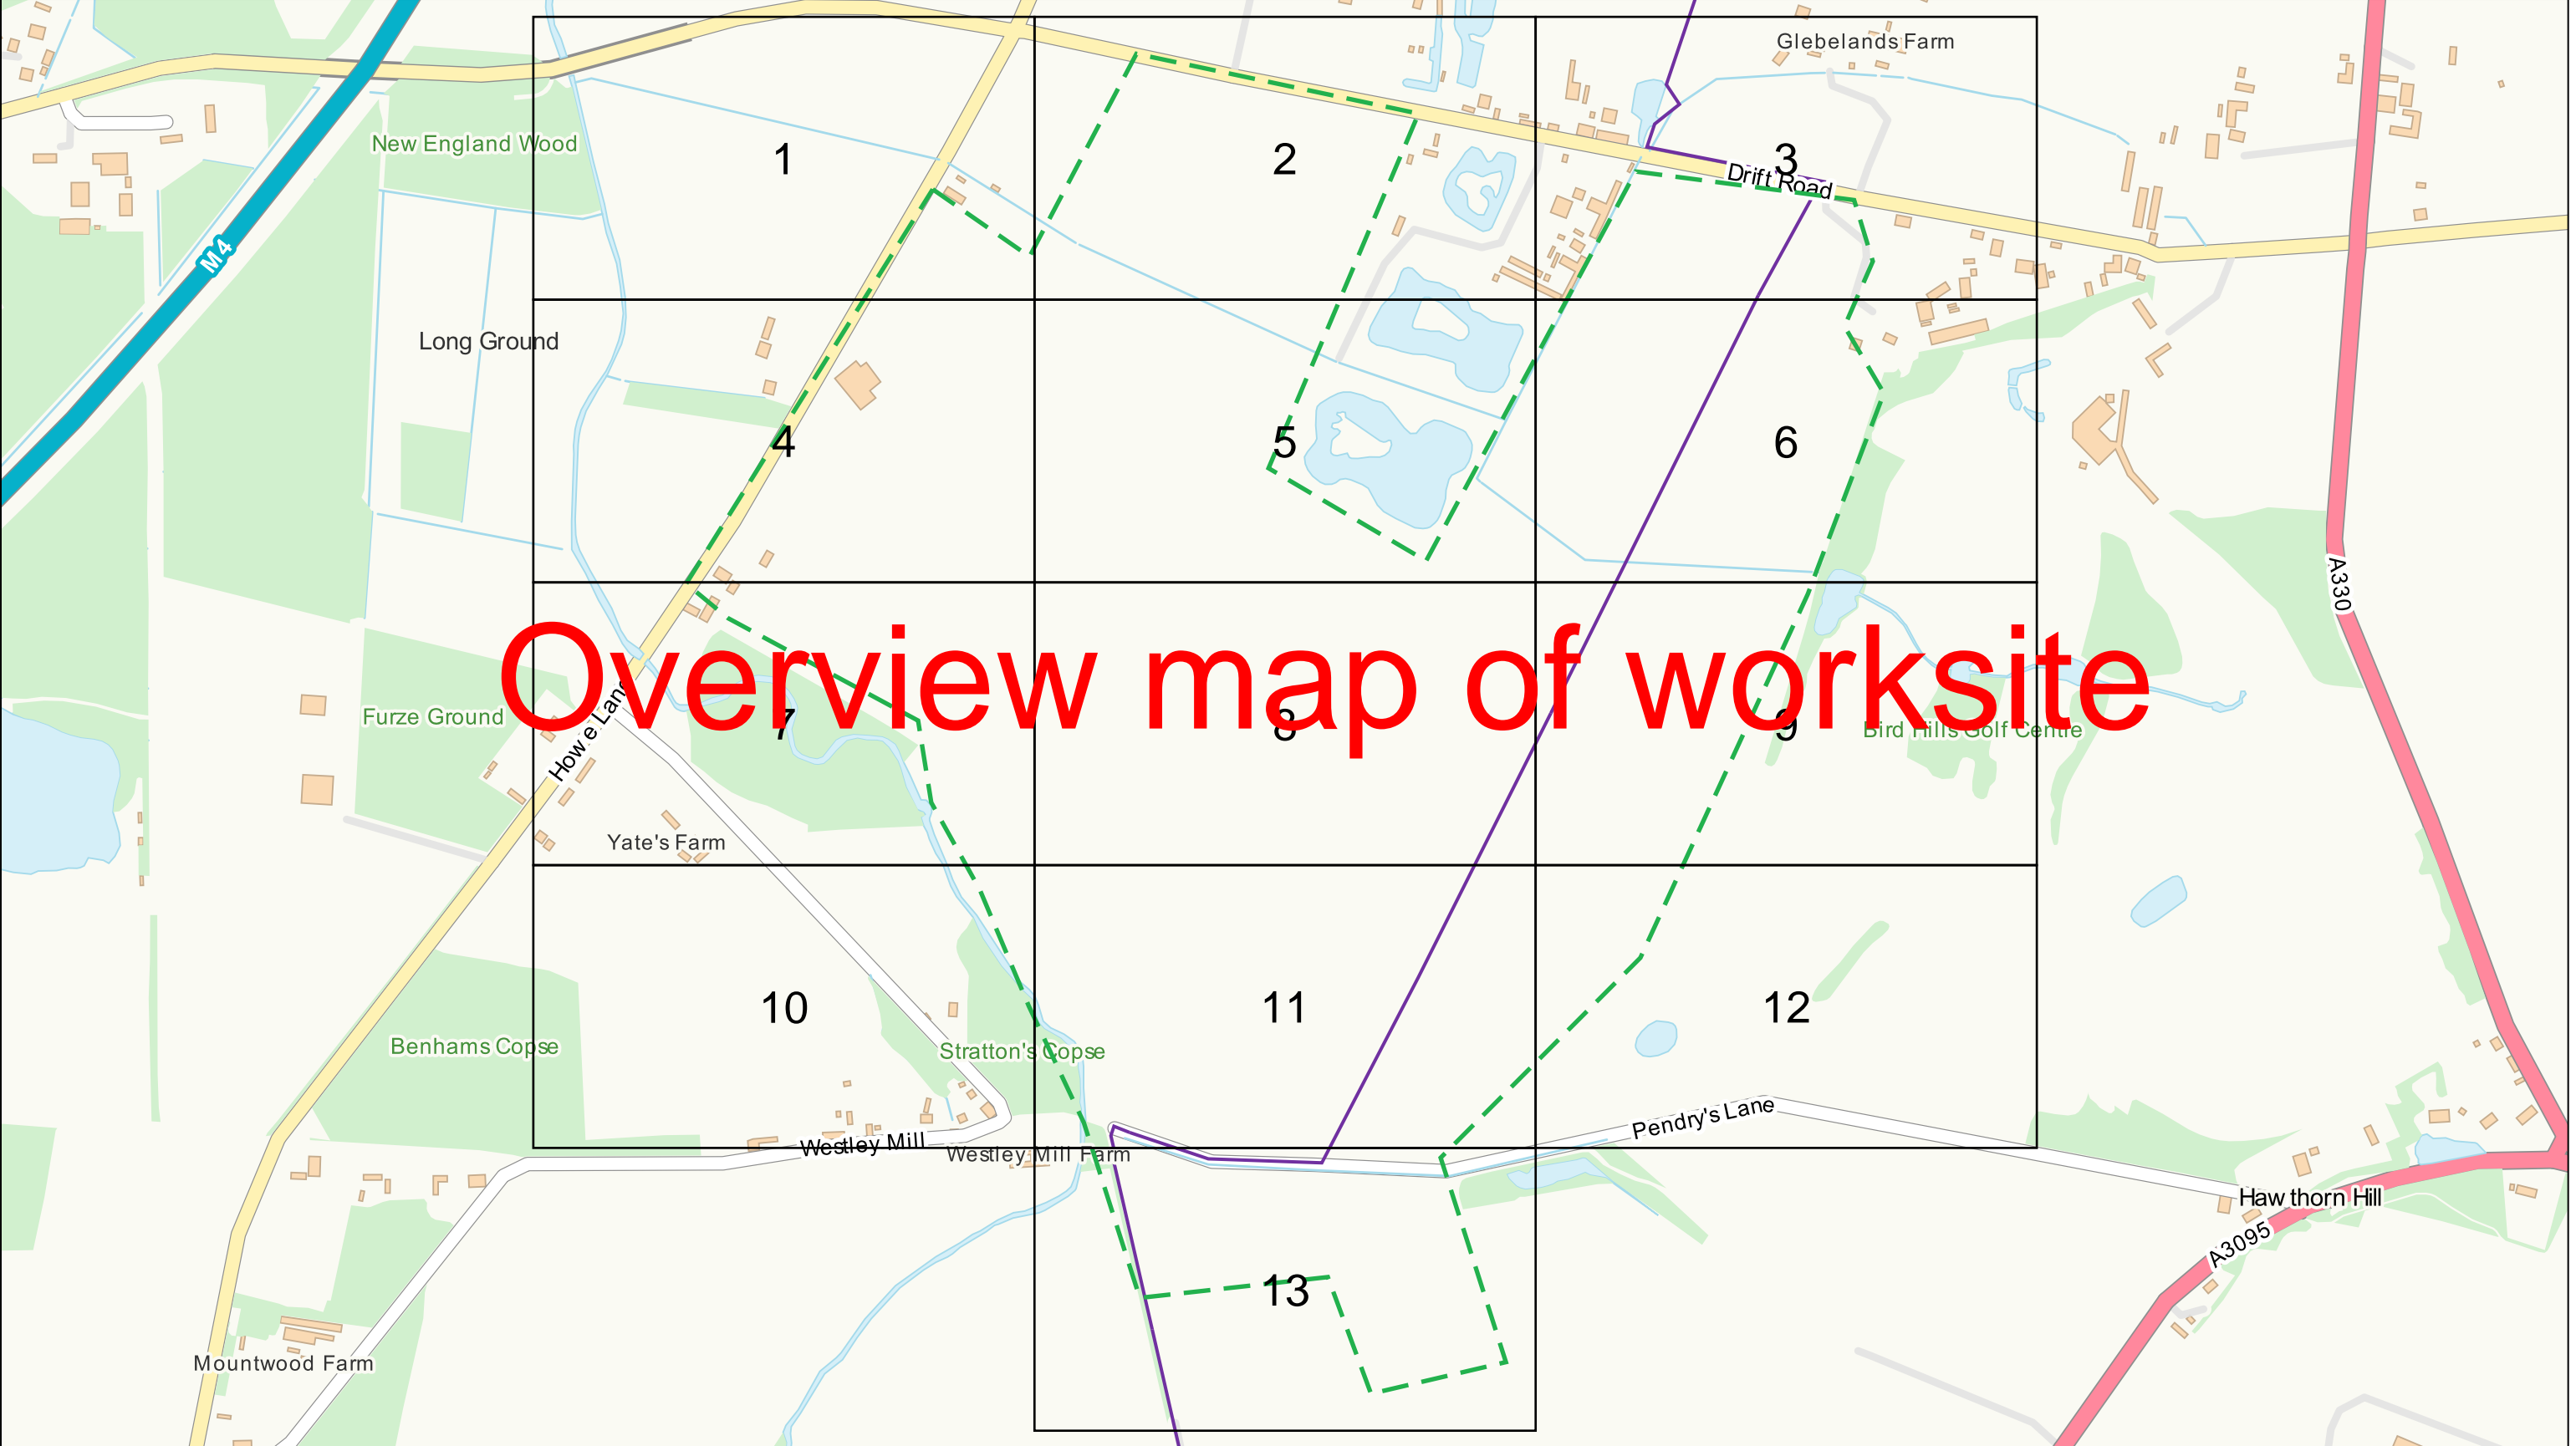 Glebelands Farm
New England Wood
1
2
3
Drift Road
M4
Long Ground
4
5
6
A330
Overview map of worksite
Furze Ground
Howe Lane
7
8
9
Bird Hills Golf Centre
Yate's Farm
10
11
12
Benhams Copse
Stratton's Copse
Pendry's Lane
Westley Mill
Westley Mill Farm
Hawthorn Hill
A3095
13
Mountwood Farm